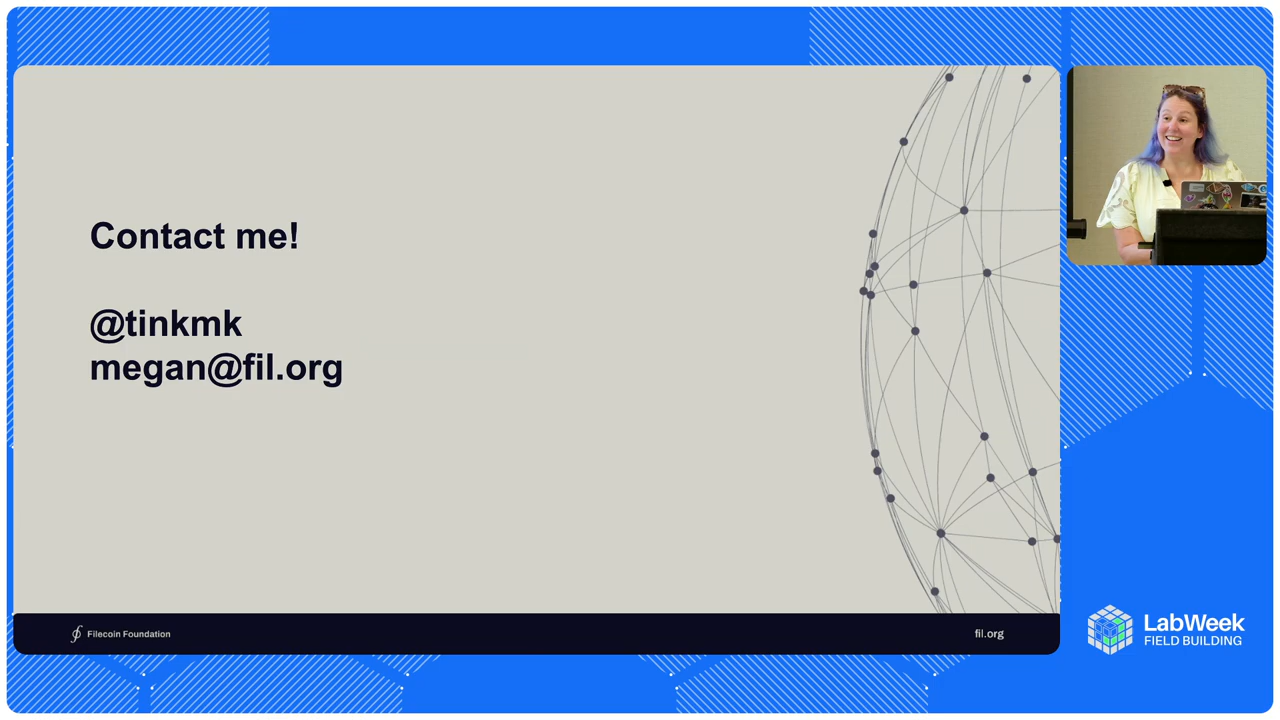 Contact me!
@tinkmk
megan@fil.org
Filecoin Foundation
fil.org
LabWeek
FIELD BUILDING